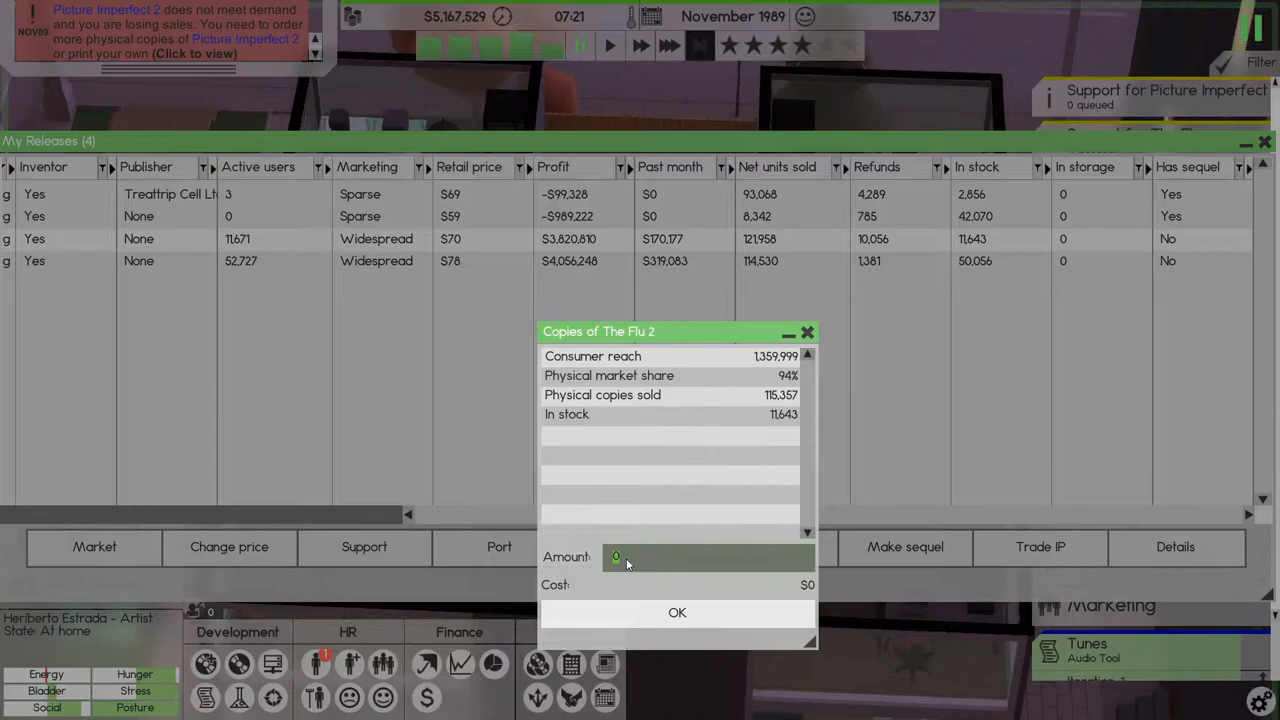 Picture Imperfect 2 does not meet demand
and you are losing sales. You need to order
NOV89
more physical copies of Picture Imperfect 2
or print your own (Click to view)
$5,167,529
07:21
November 1989
156,737
Filter
Support for Picture Imperfect
0 queued
My Releases (4)
Inventor Publisher Active users Marketing Retail price Profit Past month Net units sold Refunds In stock In storage Has sequel
g Yes Treattrip Cell Lt 3 Sparse $69 -$99,328 $0 93,068 4,289 2,856 0 Yes
g Yes None 0 Sparse $59 -$989,222 $0 8,342 785 42,070 0 Yes
g Yes None 11,671 Widespread $70 $3,820,810 $170,177 121,958 10,056 11,643 0 No
g Yes None 52,727 Widespread $78 $4,056,248 $319,083 114,530 1,381 50,056 0 No
Copies of The Flu 2
Consumer reach 1,359,999
Physical market share 94%
Physical copies sold 115,357
In stock 11,643
Amount: 0
Cost: $0
OK
Market Change price Support Port Make sequel Trade IP Details
Heriberto Estrada - Artist
State: At home
Energy Hunger
Bladder Stress
Social Posture
0
Development HR Finance
1
Marketing
Tunes
Audio Tool